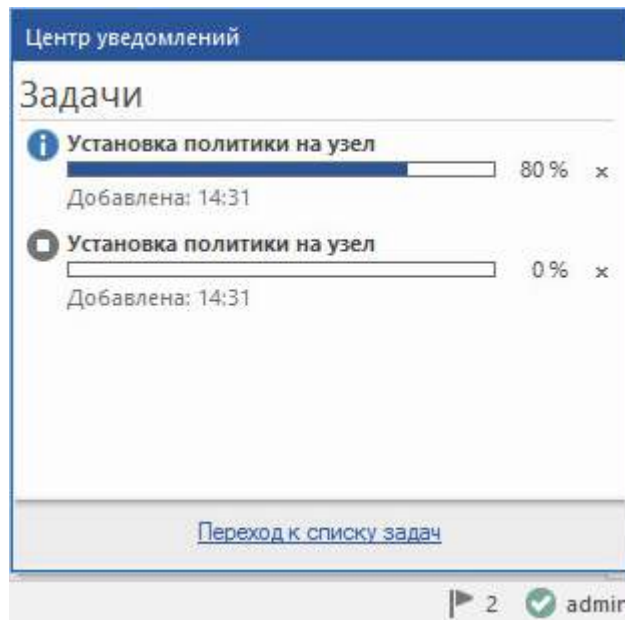 Центр уведомлений
Задачи
Установка политики на узел
80 % ×
Добавлена: 14:31
Установка политики на узел
0 % ×
Добавлена: 14:31
Переход к списку задач
2 admin